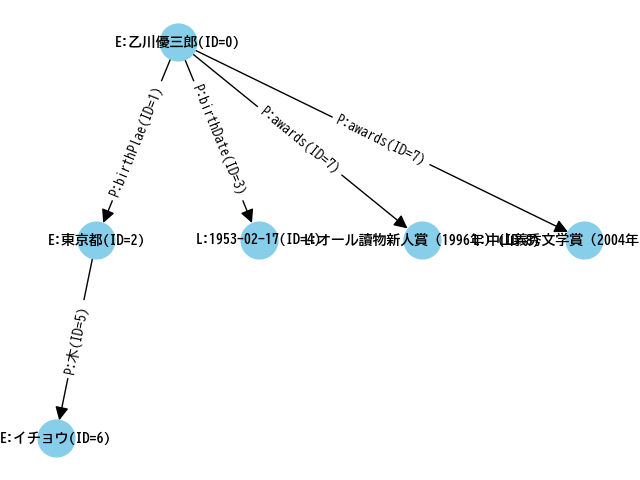 E:乙川優三郎(ID=0)
P:birthPlae(ID=1)
P:birthDate(ID=3)
P:awards(ID=7)
P:awards(ID=7)
E:東京都(ID=2)
L:1953-02-17(ID=4)
L:オール讀物新人賞（1996年）
L:中山義秀文学賞（2004年
P:木(ID=5)
E:イチョウ(ID=6)